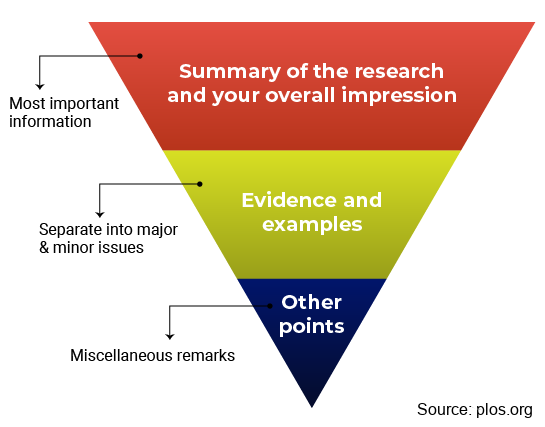 Summary of the research
and your overall impression
Most important
information
Evidence and
examples
Separate into major
& minor issues
Other
points
Miscellaneous remarks
Source: plos.org